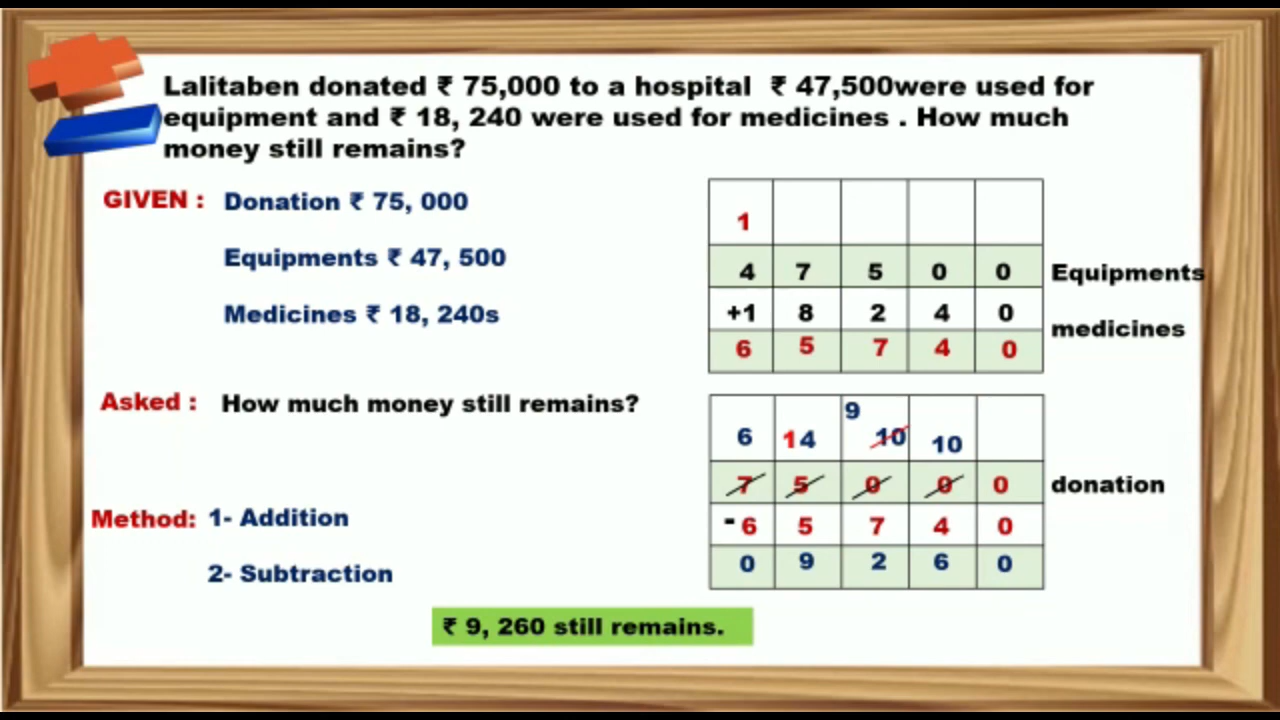 Lalitaben donated ₹ 75,000 to a hospital ₹ 47,500were used for
equipment and ₹ 18, 240 were used for medicines . How much
money still remains?
GIVEN : Donation ₹ 75, 000
Equipments ₹ 47, 500
Medicines ₹ 18, 240s
1
4 7 5 0 0 Equipments
+1 8 2 4 0 medicines
6 5 7 4 0
Asked : How much money still remains?
9
6 14 10 10
7 5 0 0 0 donation
- 6 5 7 4 0
0 9 2 6 0
Method: 1- Addition
2- Subtraction
₹ 9, 260 still remains.